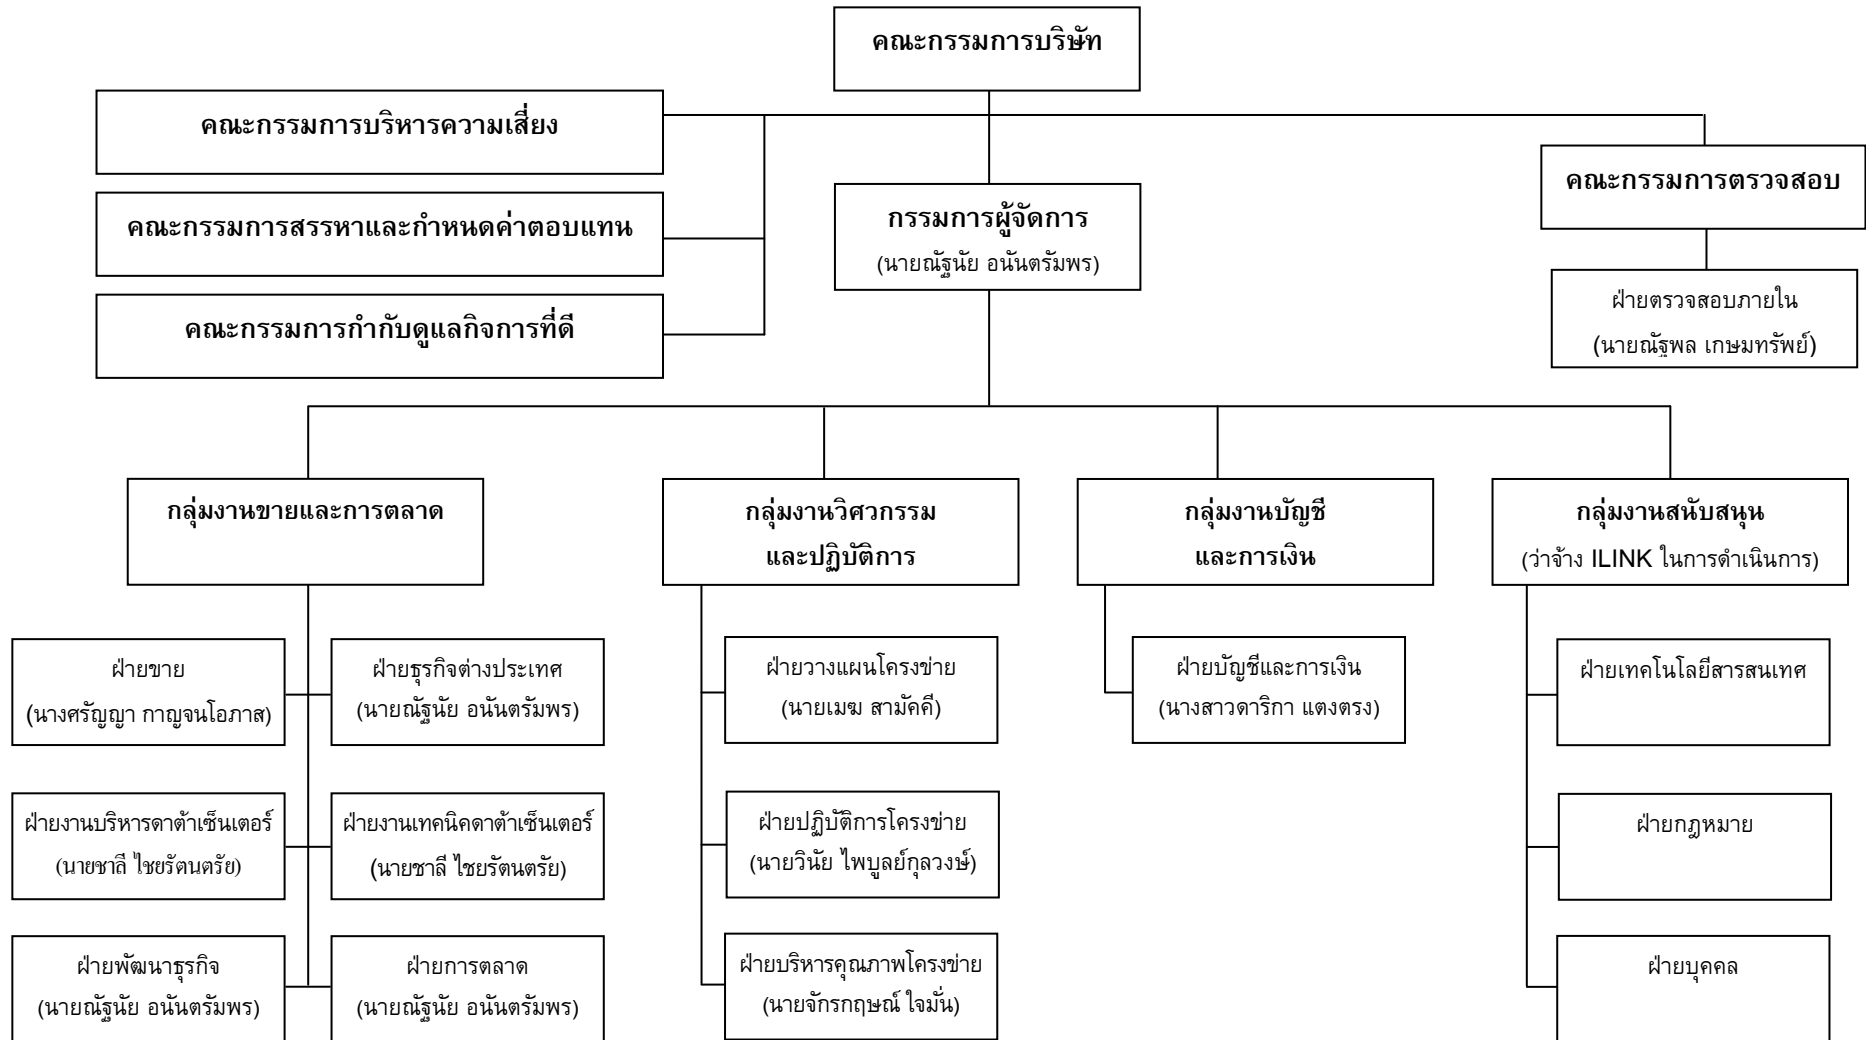 คณะกรรมการบริษัท
คณะกรรมการบริหารความเสี่ยง
คณะกรรมการสรรหาและกำหนดค่าตอบแทน
คณะกรรมการกำกับดูแลกิจการที่ดี
กรรมการผู้จัดการ
(นายณัฐนัย อนันตรัมพร)
คณะกรรมการตรวจสอบ
ฝ่ายตรวจสอบภายใน
(นายณัฐพล เกษมทรัพย์)
กลุ่มงานขายและการตลาด
กลุ่มงานวิศวกรรม
และปฏิบัติการ
กลุ่มงานบัญชี
และการเงิน
กลุ่มงานสนับสนุน
(ว่าจ้าง ILINK ในการดำเนินการ)
ฝ่ายขาย
(นางศรัญญา กาญจนโอภาส)
ฝ่ายธุรกิจต่างประเทศ
(นายณัฐนัย อนันตรัมพร)
ฝ่ายงานบริหารดาต้าเซ็นเตอร์
(นายชาลี ไชยรัตนตรัย)
ฝ่ายงานเทคนิคดาต้าเซ็นเตอร์
(นายชาลี ไชยรัตนตรัย)
ฝ่ายพัฒนาธุรกิจ
(นายณัฐนัย อนันตรัมพร)
ฝ่ายการตลาด
(นายณัฐนัย อนันตรัมพร)
ฝ่ายวางแผนโครงข่าย
(นายเมฆ สามัคคี)
ฝ่ายปฏิบัติการโครงข่าย
(นายวินัย ไพบูลย์กุลวงษ์)
ฝ่ายบริหารคุณภาพโครงข่าย
(นายจักรกฤษณ์ ใจมั่น)
ฝ่ายบัญชีและการเงิน
(นางสาวดาริกา แตงตรง)
ฝ่ายเทคโนโลยีสารสนเทศ
ฝ่ายกฎหมาย
ฝ่ายบุคคล